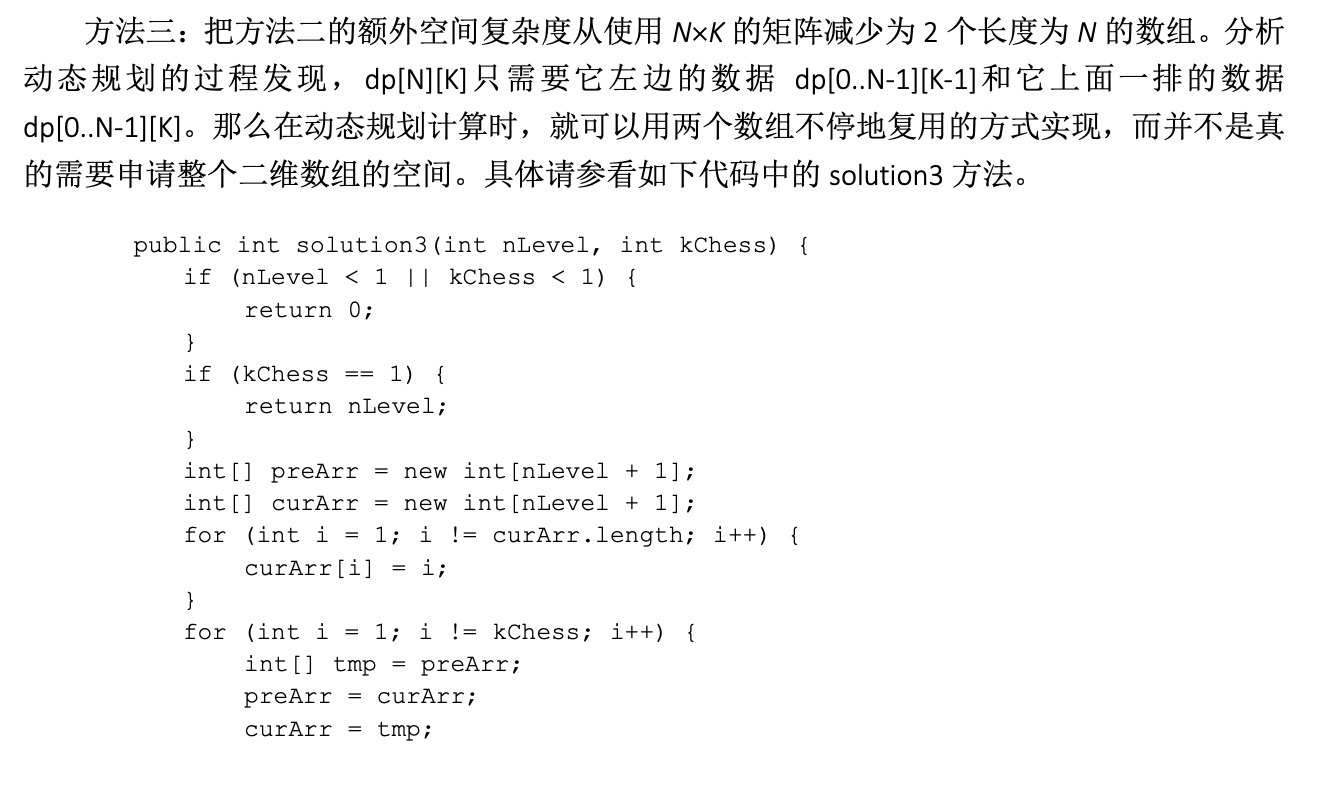 方法三：把方法二的额外空间复杂度从使用 N×K 的矩阵减少为 2 个长度为 N 的数组。分析
动态规划的过程发现，dp[N][K]只需要它左边的数据 dp[0..N-1][K-1]和它上面一排的数据
dp[0..N-1][K]。那么在动态规划计算时，就可以用两个数组不停地复用的方式实现，而并不是真
的需要申请整个二维数组的空间。具体请参看如下代码中的 solution3 方法。
public int solution3(int nLevel, int kChess) {
if (nLevel < 1 || kChess < 1) {
return 0;
}
if (kChess == 1) {
return nLevel;
}
int[] preArr = new int[nLevel + 1];
int[] curArr = new int[nLevel + 1];
for (int i = 1; i != curArr.length; i++) {
curArr[i] = i;
}
for (int i = 1; i != kChess; i++) {
int[] tmp = preArr;
preArr = curArr;
curArr = tmp;